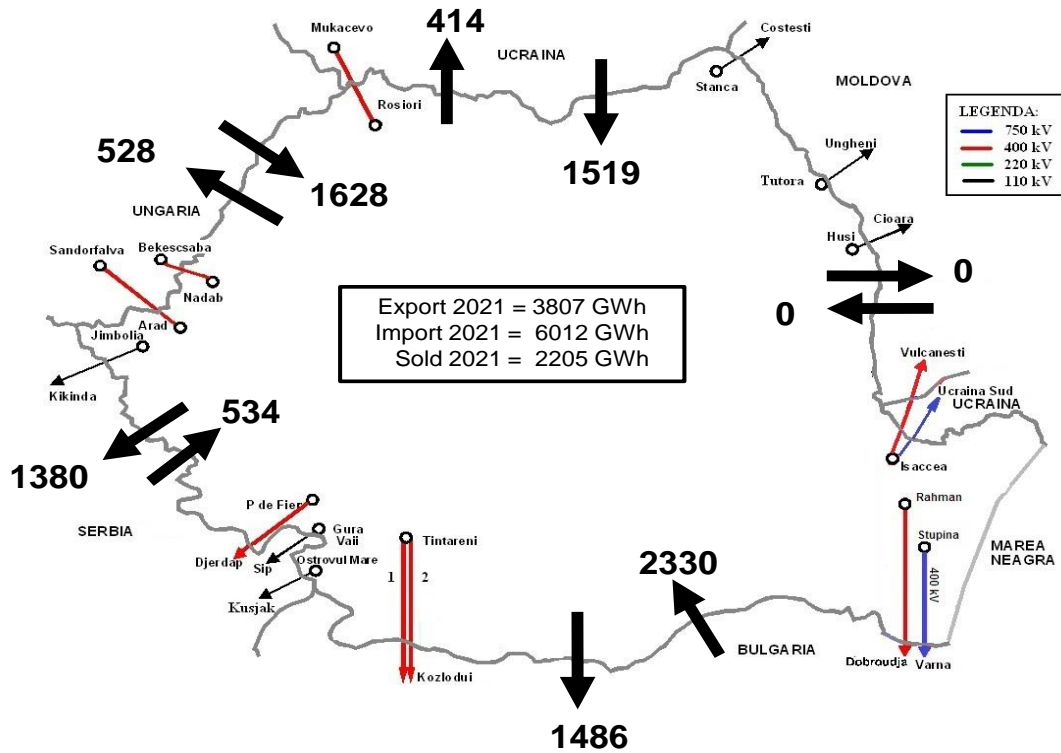 414
Mukacevo
UCRAINA
Costesti
Stanca
MOLDOVA
Rosiori
LEGENDA:
750 kV
400 kV
220 kV
110 kV
528
1628
1519
Ungheni
Tutora
UNGARIA
Cioara
Husi
Sandorfalva
Bekescsaba
Nadab
0
0
Export 2021 = 3807 GWh
Import 2021 = 6012 GWh
Sold 2021 = 2205 GWh
Arad
Jimbolia
Kikinda
Vulcanesti
Ucraina Sud
UCRAINA
Isaccea
534
1380
SERBIA
P de Fier
Gura
Vaii
Djerdap
Sip
Ostrovul Mare
Kusjak
Tintareni
1 2
Kozlodui
2330
Rahman
Stupina
400 kV
MAREA
NEAGRA
BULGARIA
Dobroudja
Varna
1486